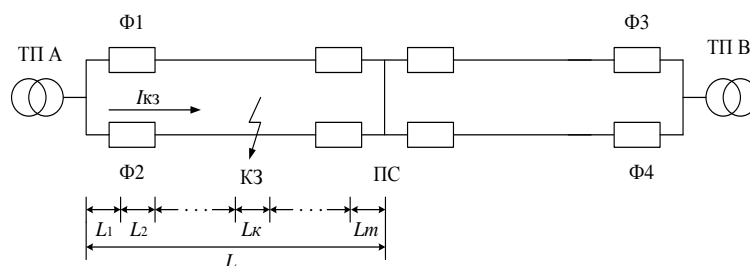 Ф1
Ф3
ТП А
ТП В
Iкз
Ф2
КЗ
ПС
Ф4
L1 L2 · · · · · · Lк · · · · · · Lm
L